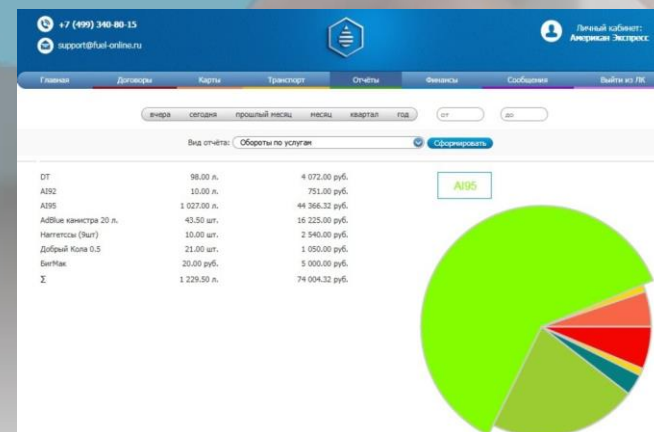 +7 (499) 340-80-15
support@fuel-online.ru
Личный кабинет:
Американ Экспресс
Главная Договоры Карты Транспорт Отчёты Финансы Сообщения Выйти из ЛК
вчера сегодня прошлый месяц месяц квартал год от до
Вид отчёта: Обороты по услугам Сформировать
DT 98.00 л. 4 072.00 руб.
AI92 10.00 л. 751.00 руб.
AI95 1 027.00 л. 44 366.32 руб.
AdBlue канистра 20 л. 43.50 шт. 16 225.00 руб.
Наггетссы (9шт) 10.00 шт. 2 540.00 руб.
Добрый Кола 0.5 21.00 шт. 1 050.00 руб.
БигМак 20.00 руб. 5 000.00 руб.
Σ 1 229.50 л. 74 004.32 руб.
AI95